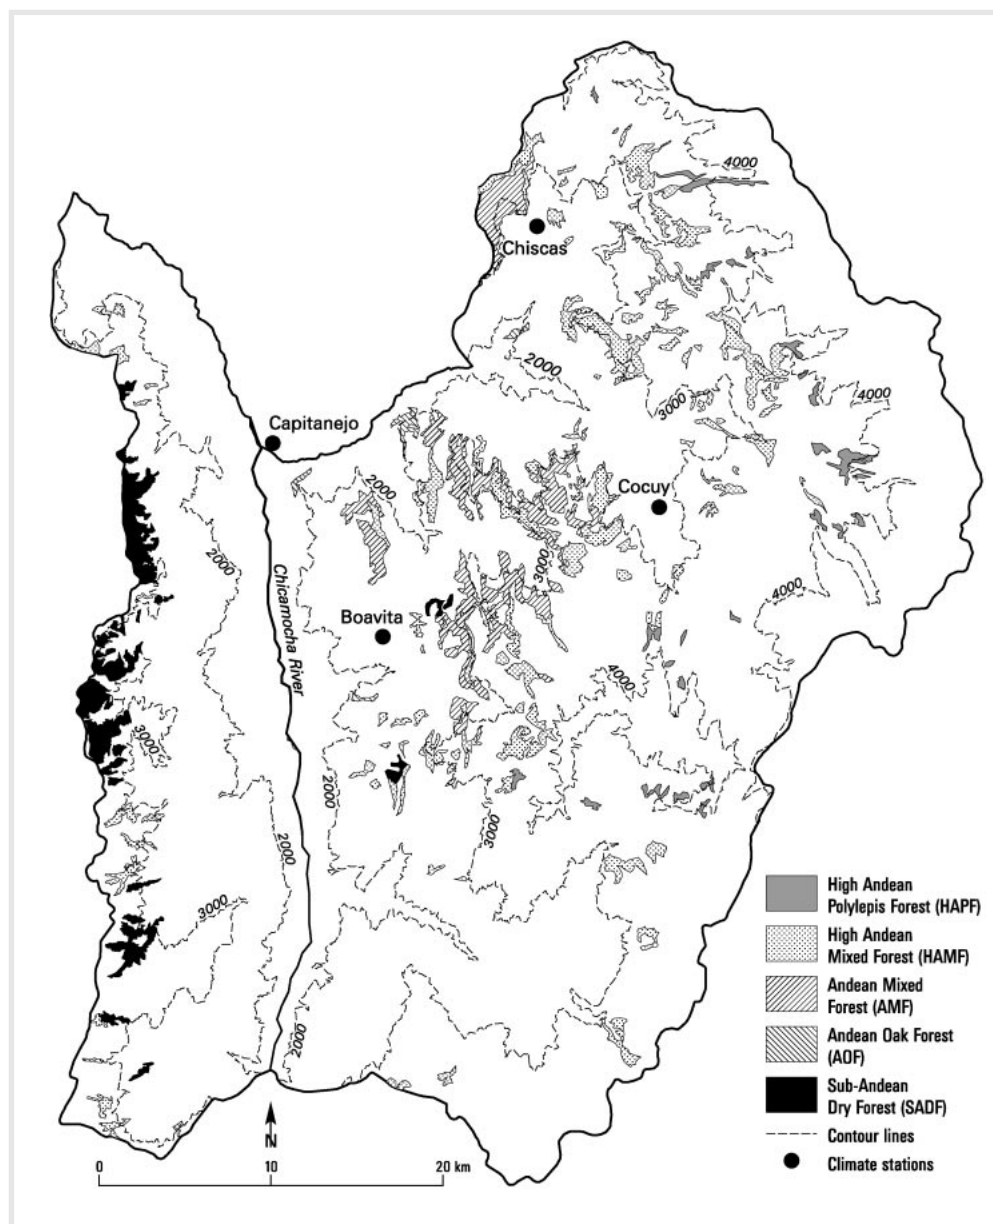 4000
Chiscas
2000
3000
4000
Capitanejo
2000
Cocuy
2000
3000
4000
Chicamocha River
Boavita
4000
3000
2000
3000
2000
3000
2000
High Andean
Polylepis Forest (HAPF)
High Andean
Mixed Forest (HAMF)
Andean Mixed
Forest (AMF)
Andean Oak Forest
(AOF)
Sub-Andean
Dry Forest (SADF)
Contour lines
Climate stations
N
0 10 20 km